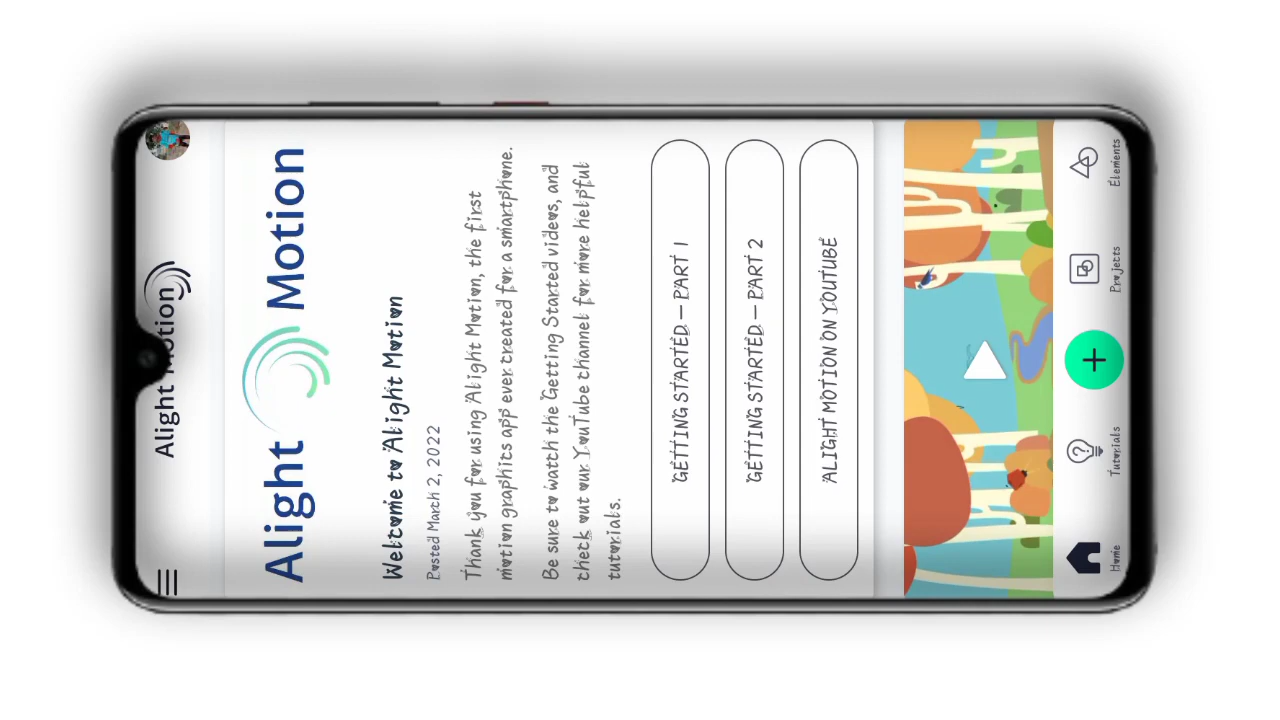 Alight Motion
Alight Motion
Welcome to Alight Motion
Posted March 2, 2022
Thank you for using Alight Motion, the first
motion graphics app ever created for a smartphone.
Be sure to watch the Getting Started videos, and
check out our YouTube channel for more helpful
tutorials.
GETTING STARTED – PART 1
GETTING STARTED – PART 2
ALIGHT MOTION ON YOUTUBE
Home
Tutorials
Projects
Elements